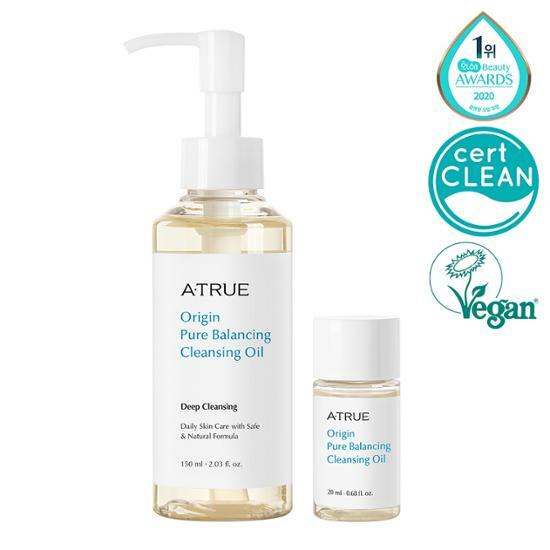 A·TRUE
Origin
Pure Balancing
Cleansing Oil
Deep Cleansing
Daily Skin Care with Safe
& Natural Formula
150 ml · 2.03 fl. oz.
A·TRUE
Origin
Pure Balancing
Cleansing Oil
20 ml · 0.68 fl. oz.
1위
Beauty
AWARDS
2020
cert
CLEAN
Vegan